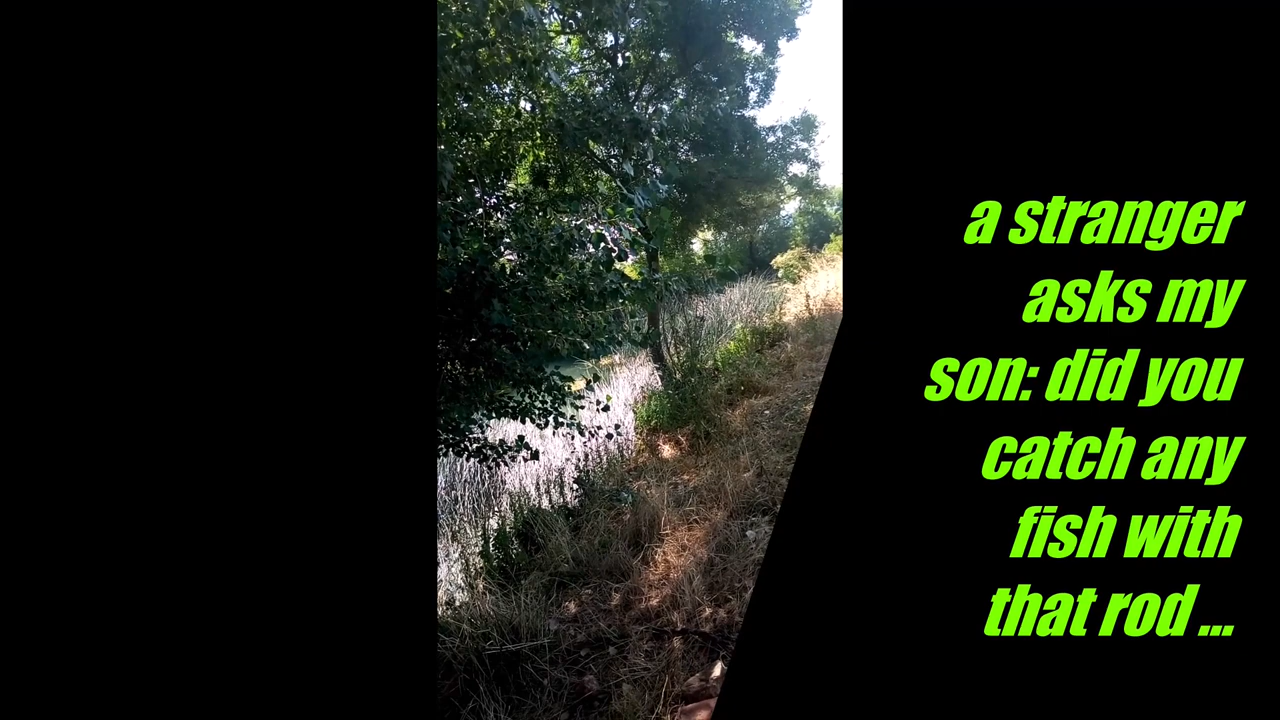 a stranger
asks my
son: did you
catch any
fish with
that rod ...